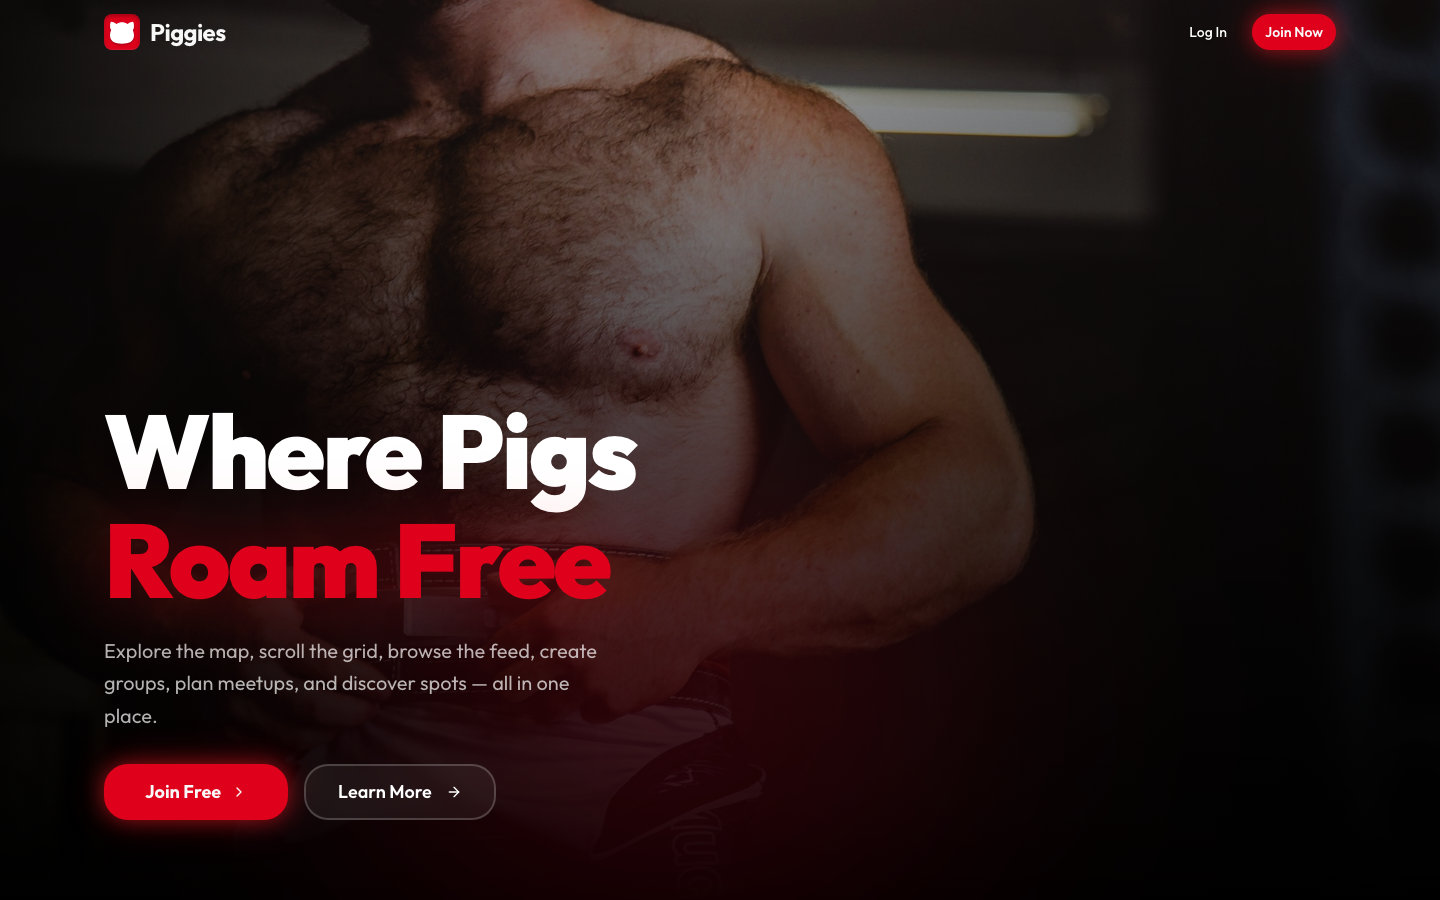 Piggies
Log In
Join Now
Where Pigs
Roam Free
Explore the map, scroll the grid, browse the feed, create
groups, plan meetups, and discover spots — all in one
place.
Join Free
Learn More